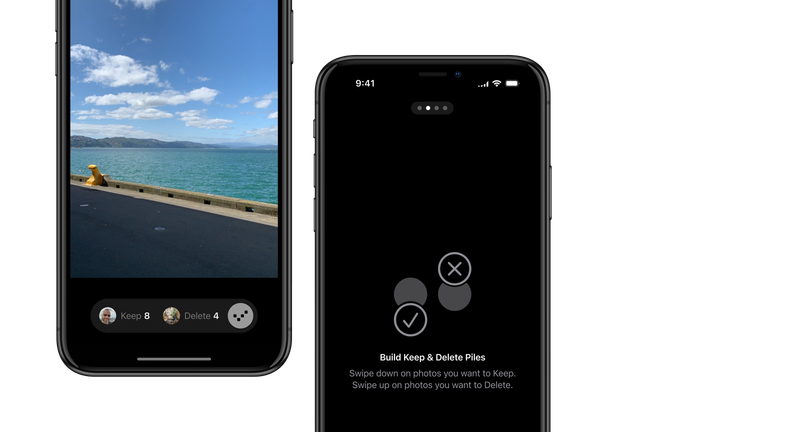 Keep 8 Delete 4
9:41
Build Keep & Delete Piles
Swipe down on photos you want to Keep.
Swipe up on photos you want to Delete.